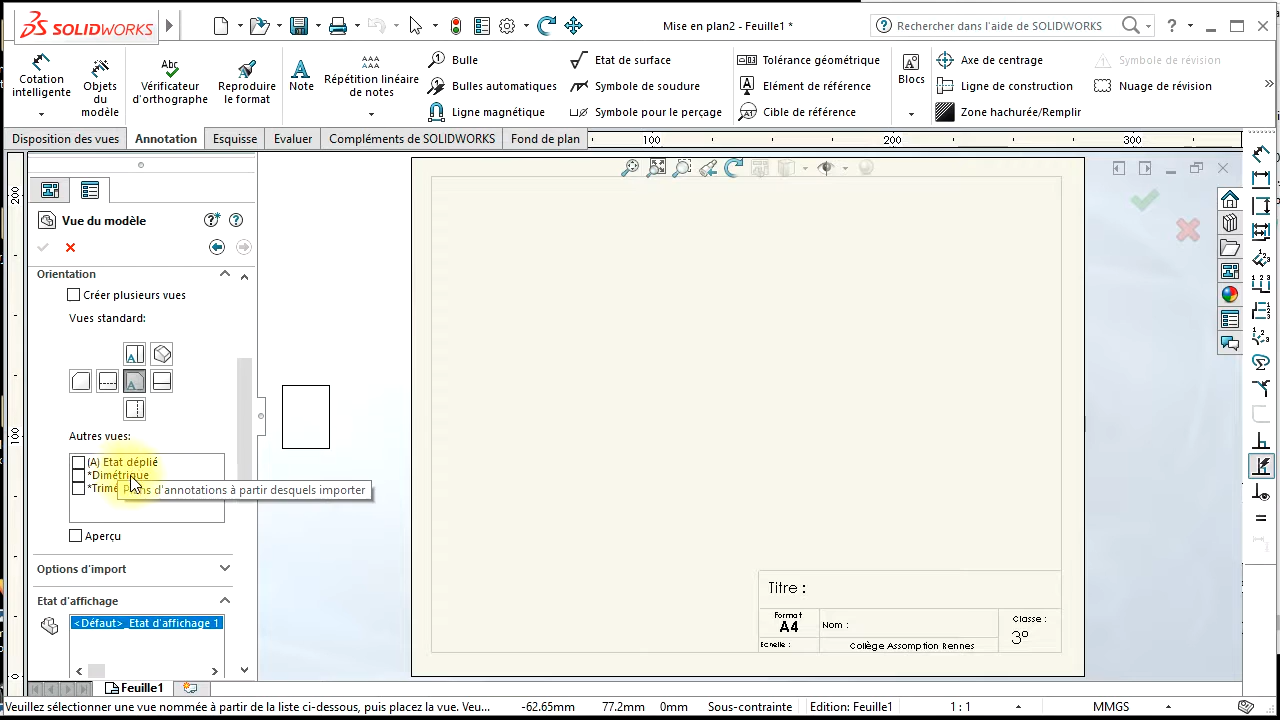 SOLIDWORKS
Mise en plan2 - Feuille1 *
Rechercher dans l'aide de SOLIDWORKS
Cotation intelligente
Objets du modèle
Vérificateur d'orthographe
Reproduire le format
Note
Répétition linéaire de notes
Bulle
Bulles automatiques
Ligne magnétique
Etat de surface
Symbole de soudure
Symbole pour le perçage
Tolérance géométrique
Elément de référence
Cible de référence
Blocs
Axe de centrage
Ligne de construction
Zone hachurée/Remplir
Symbole de révision
Nuage de révision
Disposition des vues
Annotation
Esquisse
Evaluer
Compléments de SOLIDWORKS
Fond de plan
100
200
300
200
100
0
Vue du modèle
Orientation
Créer plusieurs vues
Vues standard:
Autres vues:
(A) Etat déplié
*Dimétrique
*Trimé
d'annotations à partir desquels importer
Aperçu
Options d'import
Etat d'affichage
<Défaut>_Etat d'affichage 1
Titre :
Format
A4
Nom :
Classe :
3°
Echelle :
Collège Assomption Rennes
Feuille1
Veuillez sélectionner une vue nommée à partir de la liste ci-dessous, puis placez la vue. Veu...
-62.65mm
77.2mm
0mm
Sous-contrainte
Edition: Feuille1
1 : 1
MMGS